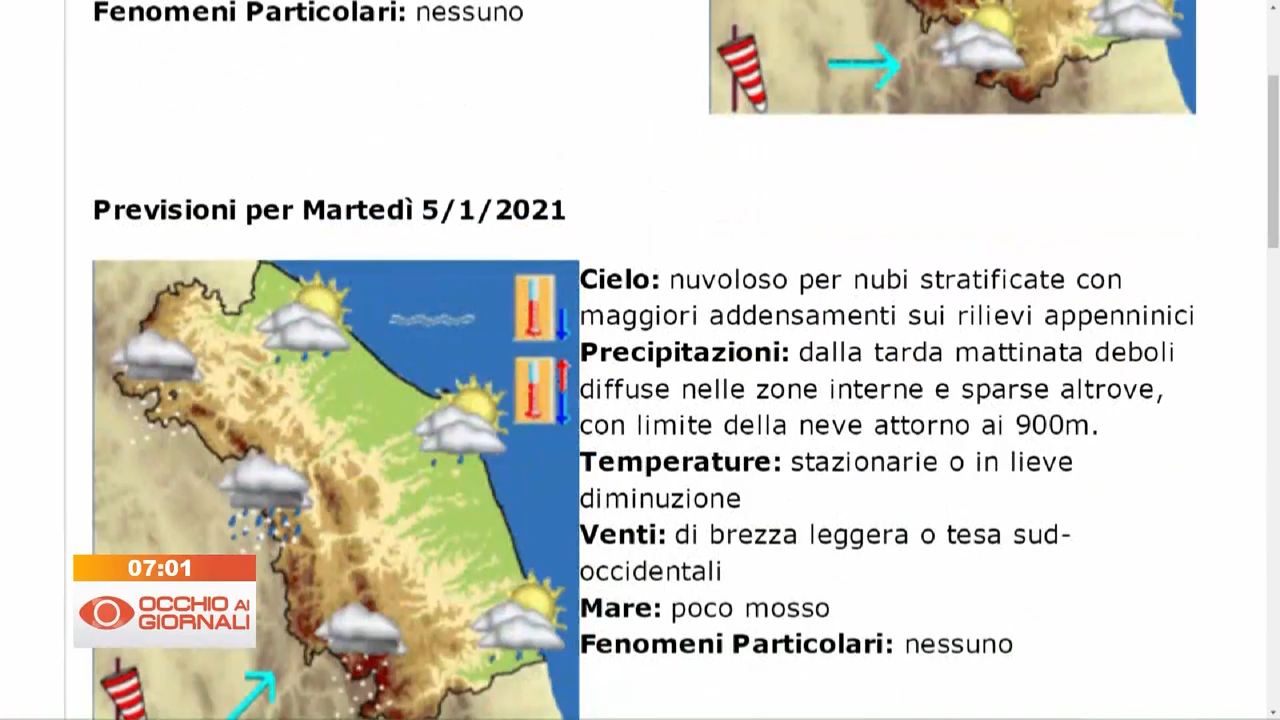 Fenomeni Particolari: nessuno
Previsioni per Martedì 5/1/2021
Cielo: nuvoloso per nubi stratificate con
maggiori addensamenti sui rilievi appenninici
Precipitazioni: dalla tarda mattinata deboli
diffuse nelle zone interne e sparse altrove,
con limite della neve attorno ai 900m.
Temperature: stazionarie o in lieve
diminuzione
Venti: di brezza leggera o tesa sud-
occidentali
Mare: poco mosso
Fenomeni Particolari: nessuno
07:01
OCCHIO AI
GIORNALI